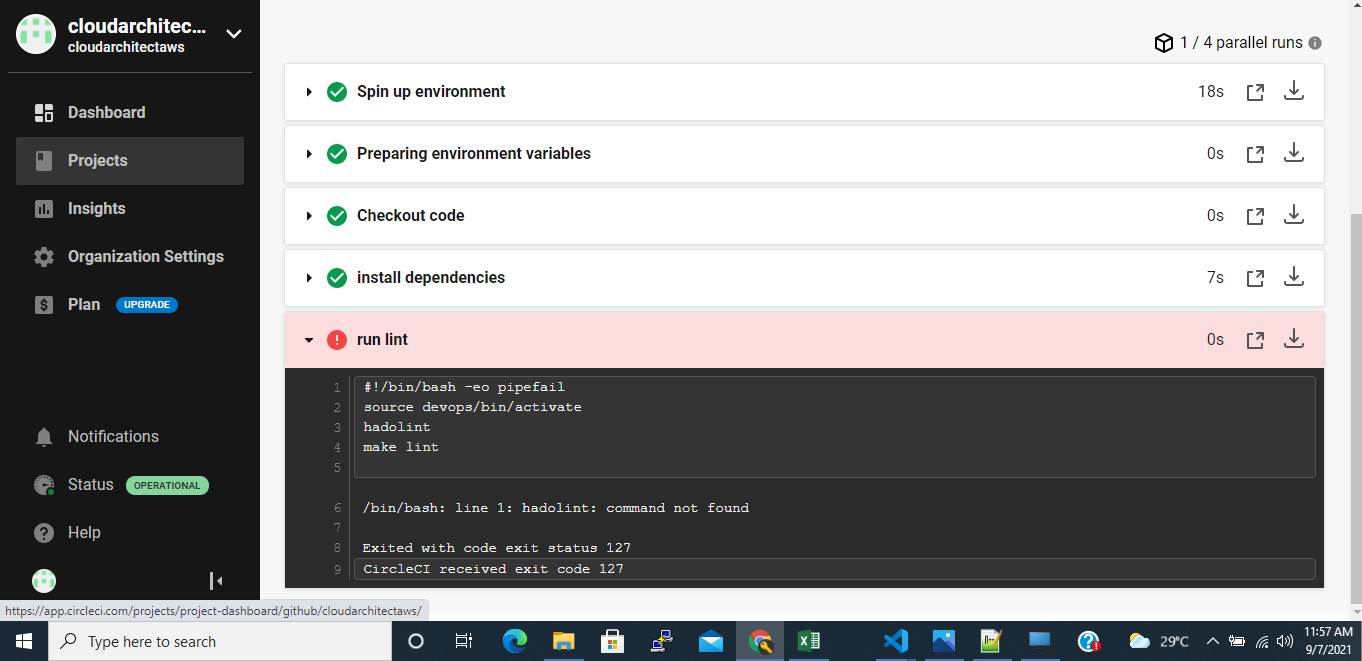 cloudarchitec...
cloudarchitectaws
Dashboard
Projects
Insights
Organization Settings
Plan UPGRADE
Notifications
Status OPERATIONAL
Help
1 / 4 parallel runs
Spin up environment 18s
Preparing environment variables 0s
Checkout code 0s
install dependencies 7s
run lint 0s
1 #!/bin/bash -eo pipefail
2 source devops/bin/activate
3 hadolint
4 make lint
5
6 /bin/bash: line 1: hadolint: command not found
7
8 Exited with code exit status 127
9 CircleCI received exit code 127
https://app.circleci.com/projects/project-dashboard/github/cloudarchitectaws/
Type here to search
29°C
11:57 AM
9/7/2021